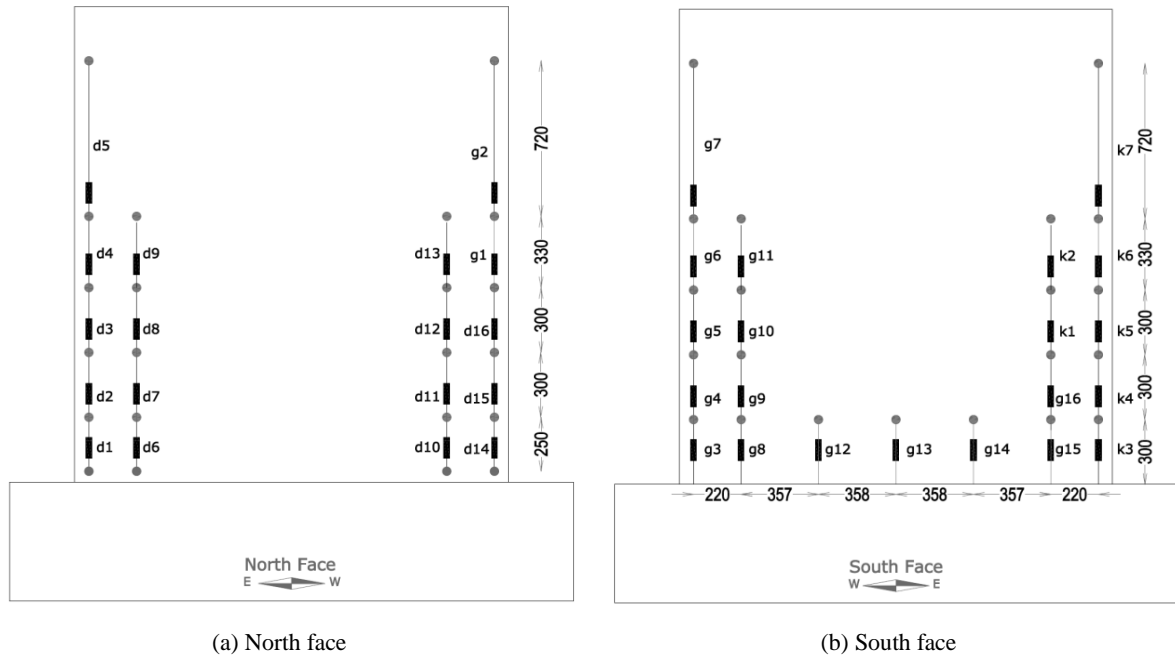 d5
g2
720
d4
d9
d13
g1
330
d3
d8
d12
d16
300
d2
d7
d11
d15
300
d1
d6
d10
d14
250
North Face
E
W
(a) North face
g7
k7
720
g6
g11
k2
k6
330
g5
g10
k1
k5
300
g4
g9
g16
k4
300
g3
g8
g12
g13
g14
g15
k3
300
220
357
358
358
357
220
South Face
W
E
(b) South face